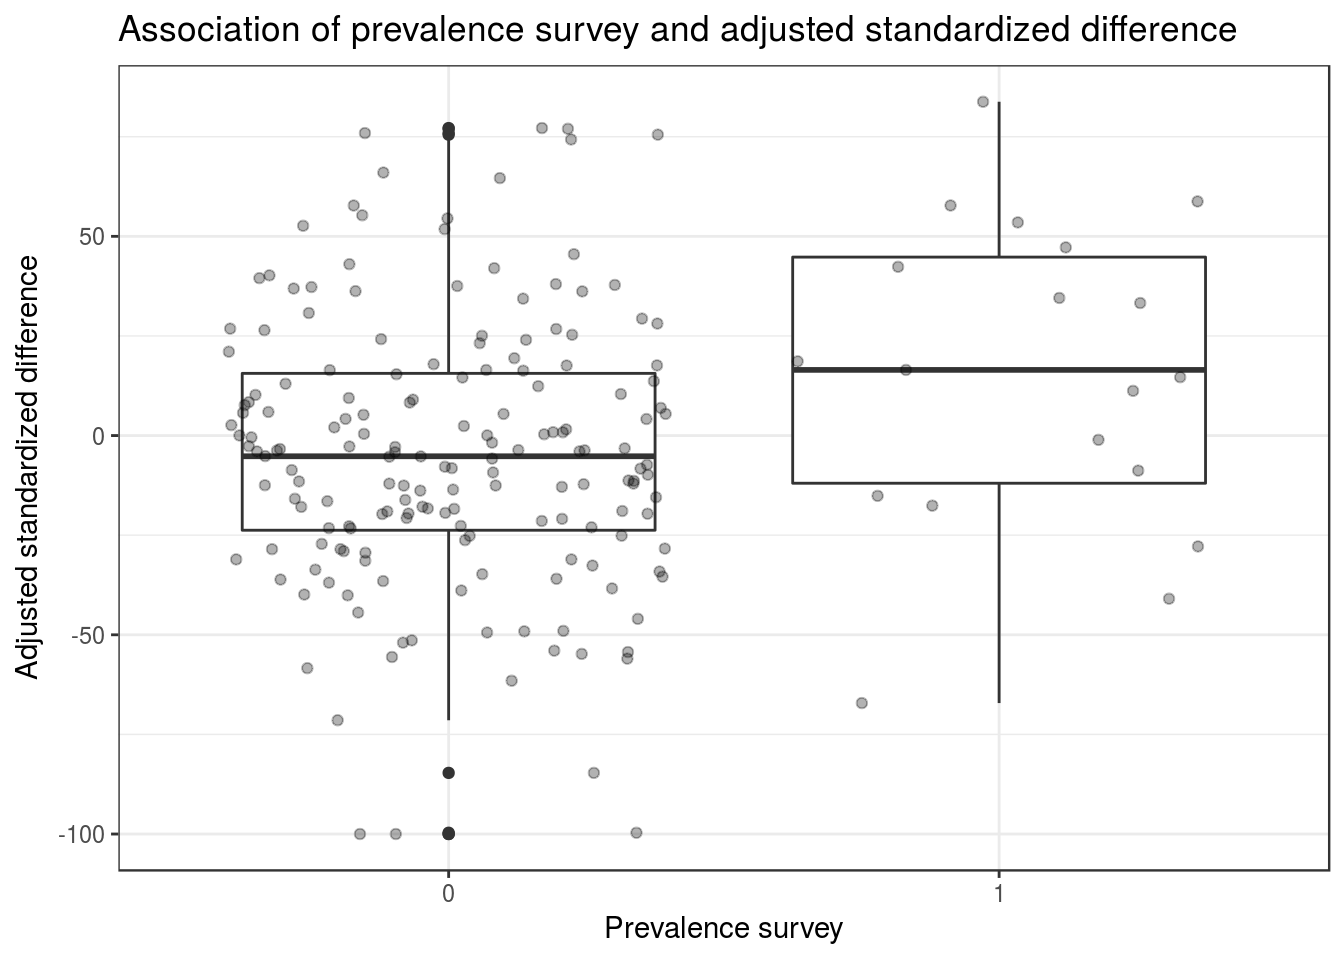 Association of prevalence survey and adjusted standardized difference
Adjusted standardized difference
50
0
-50
-100
0
1
Prevalence survey